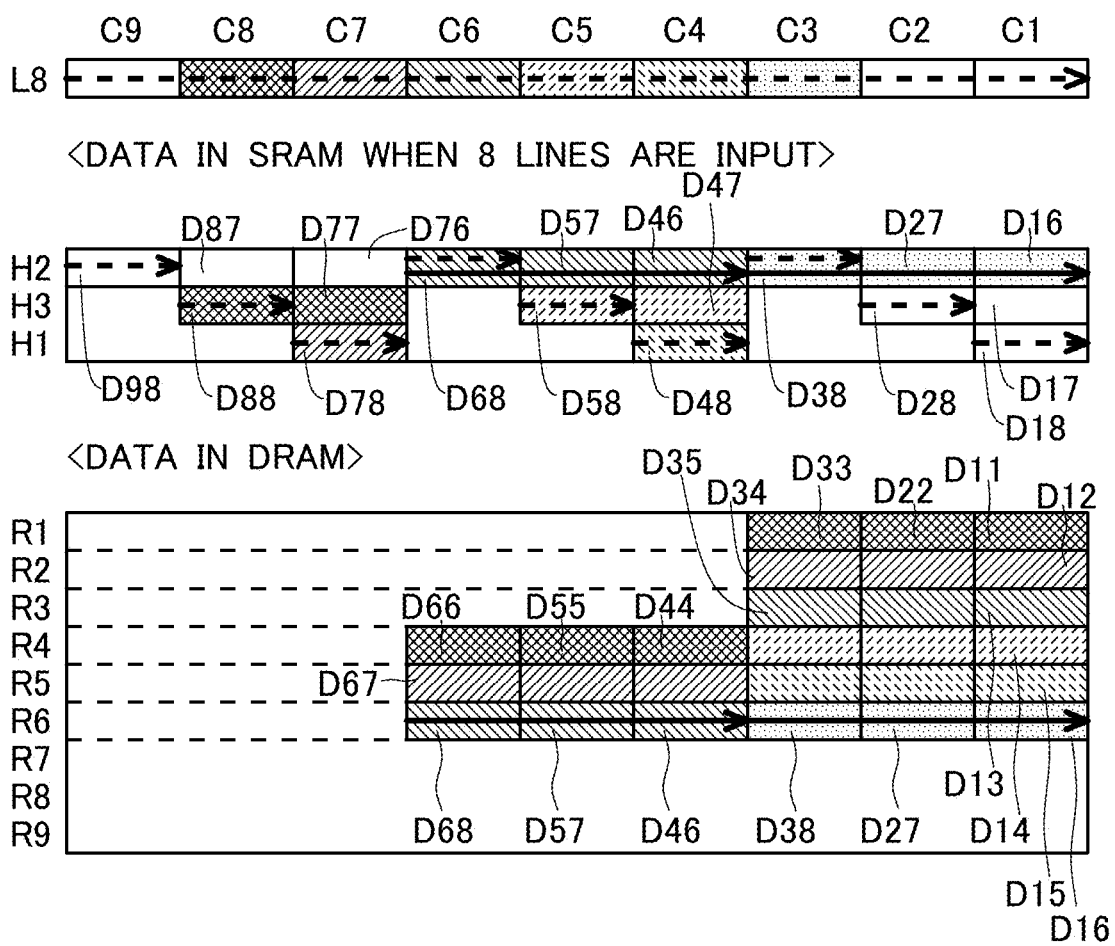 C9 C8 C7 C6 C5 C4 C3 C2 C1
L8
<DATA IN SRAM WHEN 8 LINES ARE INPUT>
D47
D87 D77 D76 D57 D46 D27 D16
H2
H3
H1
D98 D88 D78 D68 D58 D48 D38 D28 D17
D18
<DATA IN DRAM>
D35 D33 D22 D11
D34 D12
R1
R2
R3
D66 D55 D44
R4
D67
R5
R6
R7
D13
R8
R9
D68 D57 D46 D38 D27 D14
D15
D16